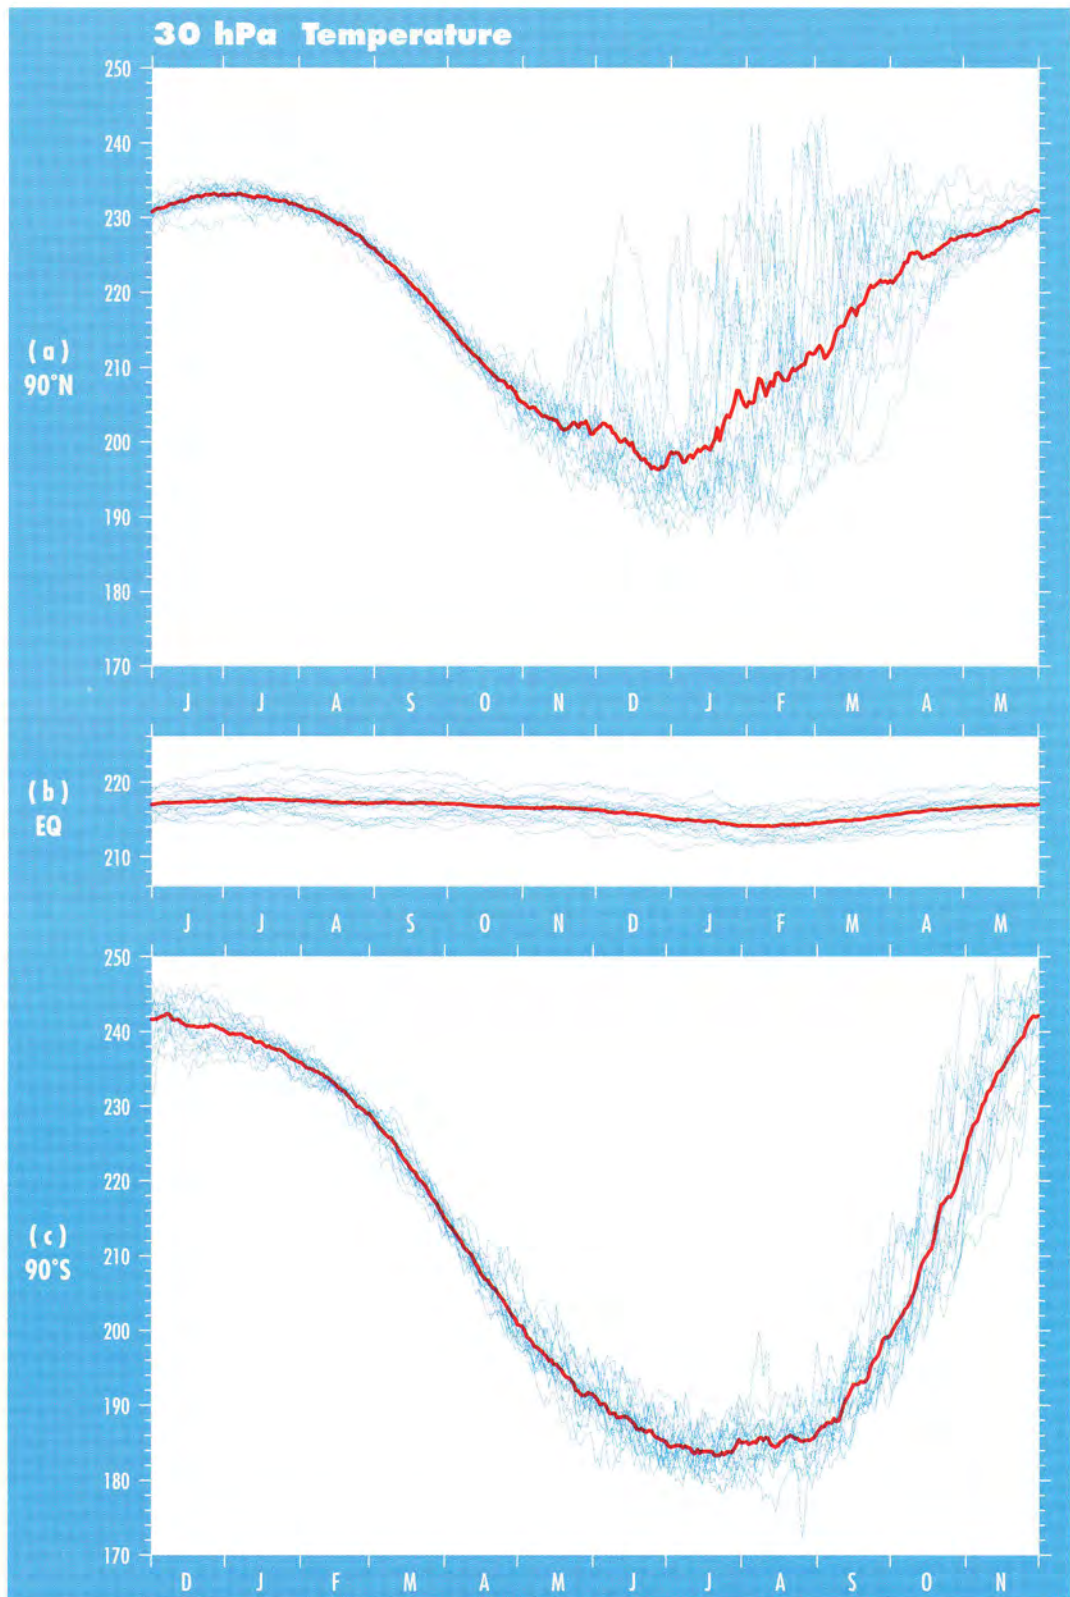 30 hPa Temperature
250
240
230
220
210
200
190
180
170
(a)
90°N
J J A S O N D J F M A M
220
210
(b)
EQ
J J A S O N D J F M A M
250
240
230
220
210
200
190
180
170
(c)
90°S
D J F M A M J J A S O N